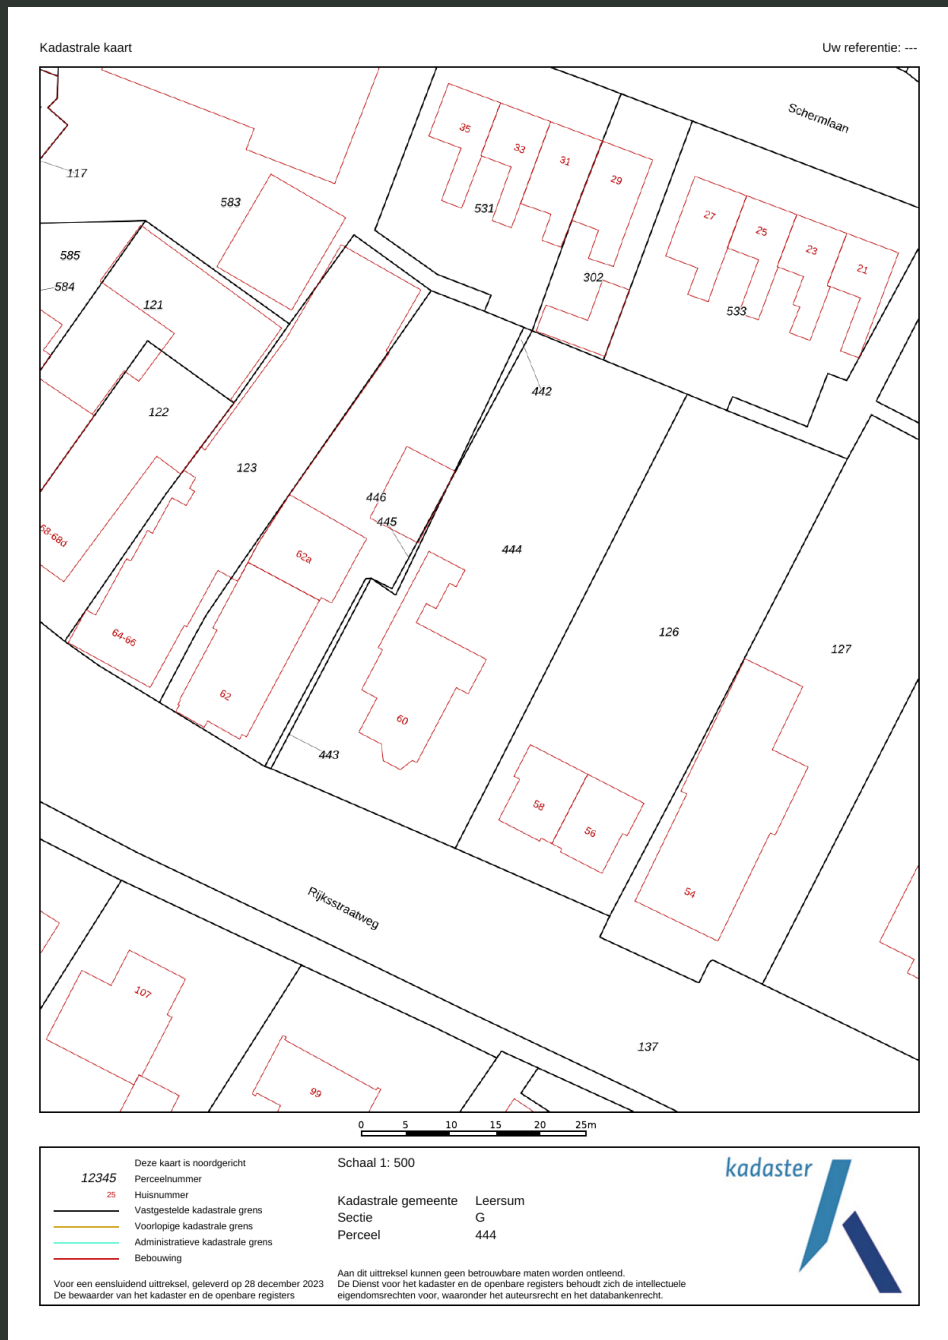 Kadastrale kaart
Uw referentie: ---
Schermlaan
35
33
31
29
117
583
531
27
25
23
21
585
584
302
121
533
442
122
123
446
445
444
68-68d
62a
126
127
64-66
62
60
443
58
56
54
Rijksstraatweg
107
137
99
0 5 10 15 20 25m
Deze kaart is noordgericht
12345 Perceelnummer
25 Huisnummer
Vastgestelde kadastrale grens
Voorlopige kadastrale grens
Administratieve kadastrale grens
Bebouwing
Voor een eensluidend uittreksel, geleverd op 28 december 2023
De bewaarder van het kadaster en de openbare registers
Schaal 1: 500
Kadastrale gemeente Leersum
Sectie G
Perceel 444
Aan dit uittreksel kunnen geen betrouwbare maten worden ontleend.
De Dienst voor het kadaster en de openbare registers behoudt zich de intellectuele
eigendomsrechten voor, waaronder het auteursrecht en het databankenrecht.
kadaster